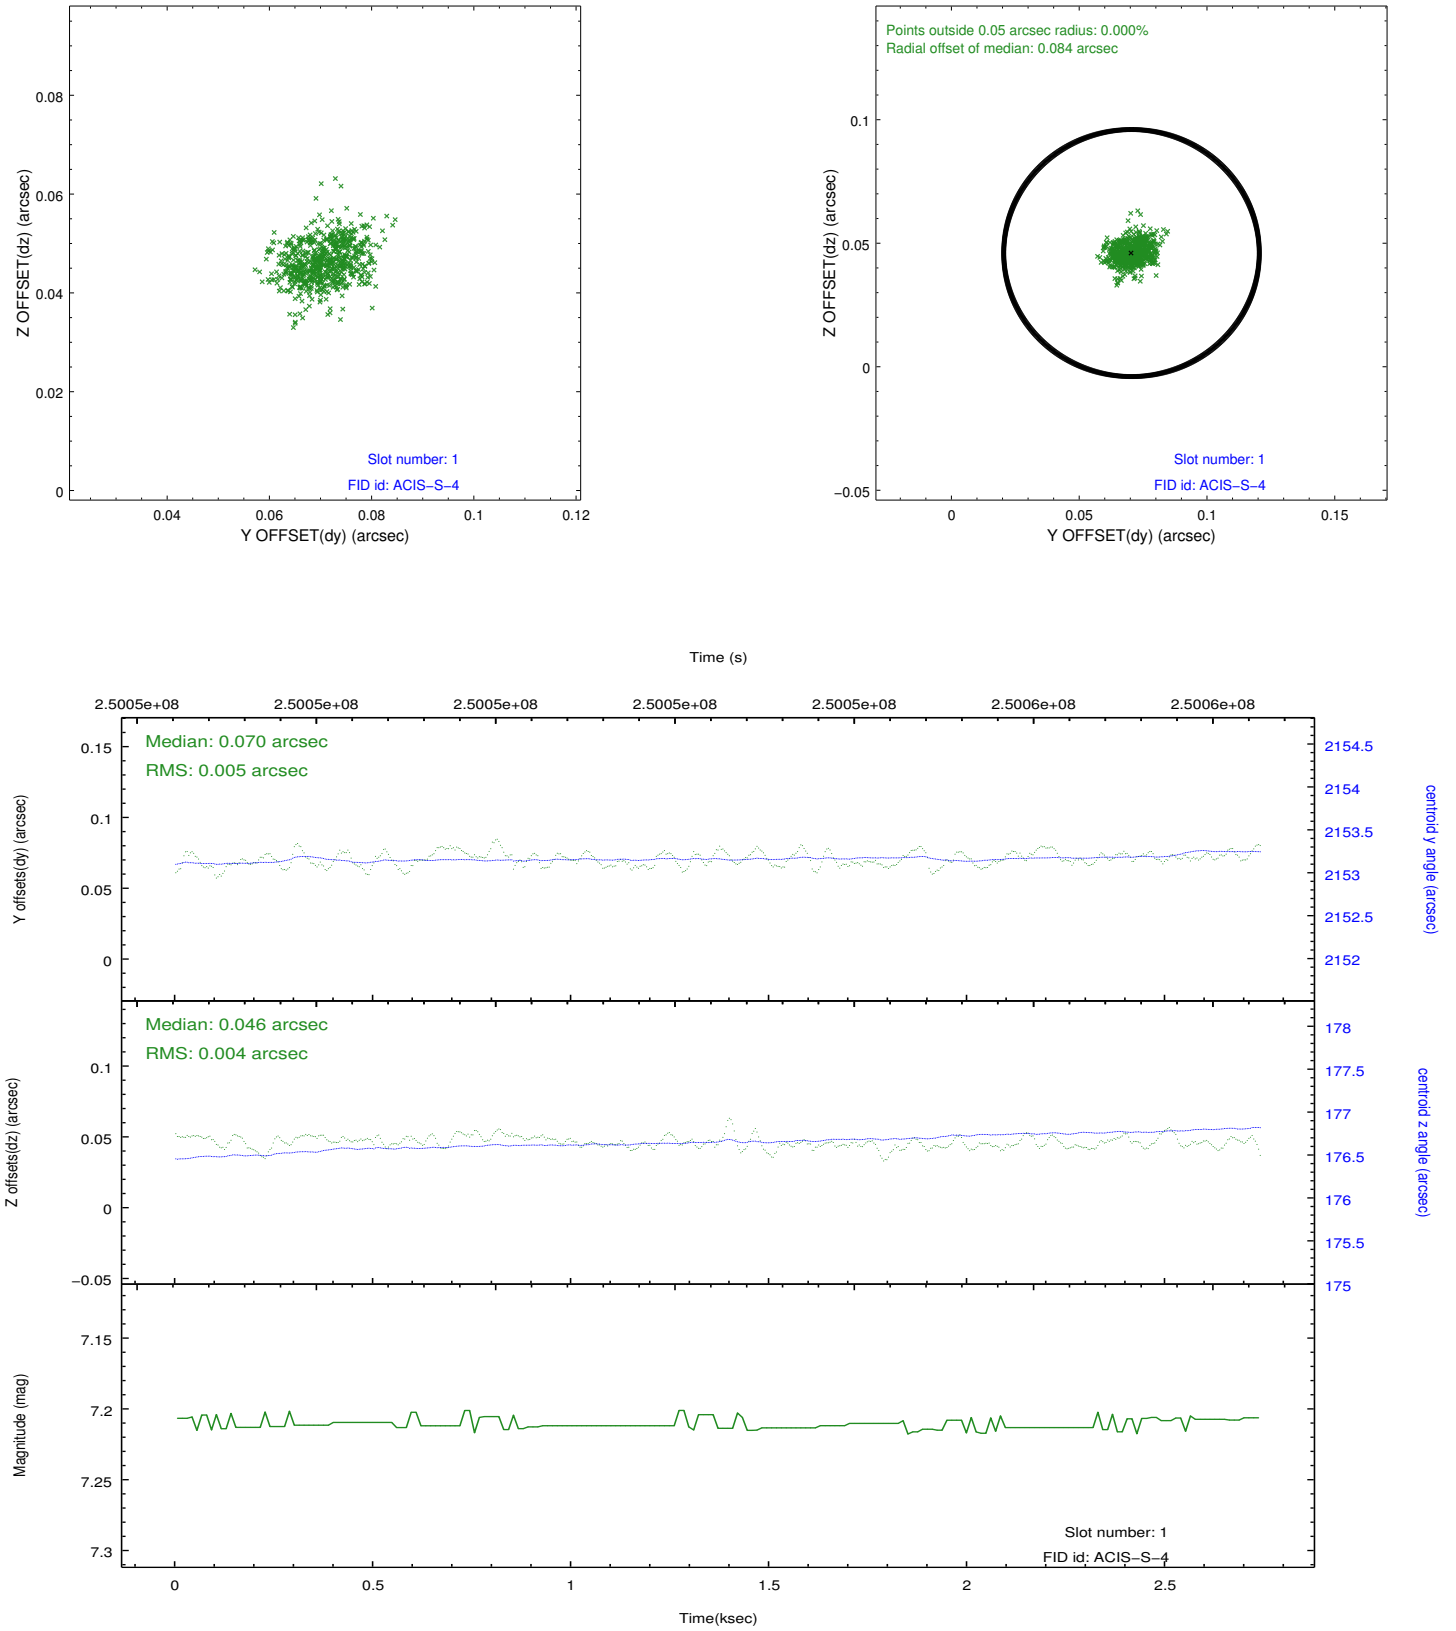 0.08
0.06
0.04
0.02
0
Z OFFSET(dz) (arcsec)
Slot number: 1
FID id: ACIS−S−4
0.04 0.06 0.08 0.1 0.12
Y OFFSET(dy) (arcsec)
Points outside 0.05 arcsec radius: 0.000%
Radial offset of median: 0.084 arcsec
0.1
0.05
0
−0.05
Z OFFSET(dz) (arcsec)
Slot number: 1
FID id: ACIS−S−4
0 0.05 0.1 0.15
Y OFFSET(dy) (arcsec)
Time (s)
2.5005e+08 2.5005e+08 2.5005e+08 2.5005e+08 2.5005e+08 2.5006e+08 2.5006e+08
Median: 0.070 arcsec
RMS: 0.005 arcsec
0.15
0.1
0.05
0
Y offsets(dy) (arcsec)
2154.5
2154
2153.5
2153
2152.5
2152
centroid y angle (arcsec)
Median: 0.046 arcsec
RMS: 0.004 arcsec
0.1
0.05
0
−0.05
Z offsets(dz) (arcsec)
178
177.5
177
176.5
176
175.5
175
centroid z angle (arcsec)
7.15
7.2
7.25
7.3
Magnitude (mag)
Slot number: 1
FID id: ACIS−S−4
0 0.5 1 1.5 2 2.5
Time(ksec)